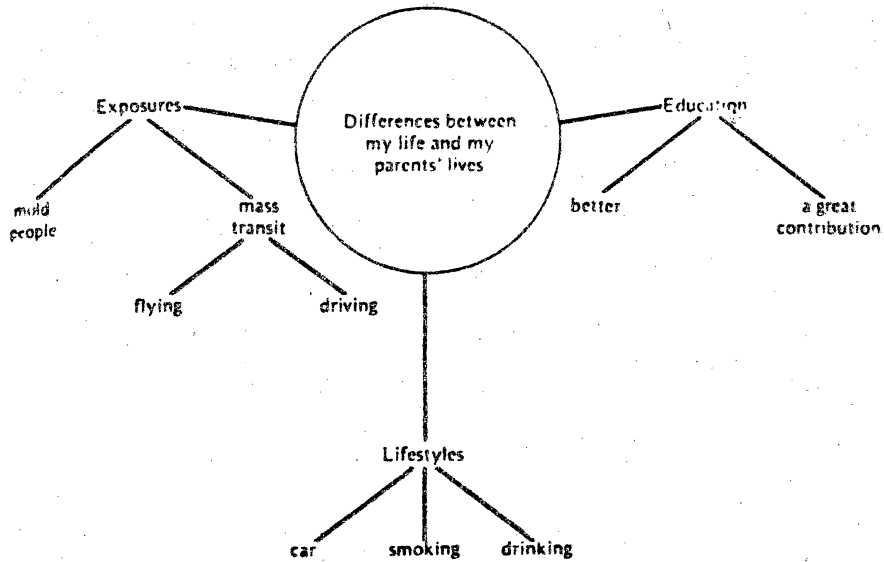 Exposures
Differences between
my life and my
parents' lives
Education
mold
people
mass
transit
better
a great
contribution
flying
driving
Lifestyles
car
smoking
drinking